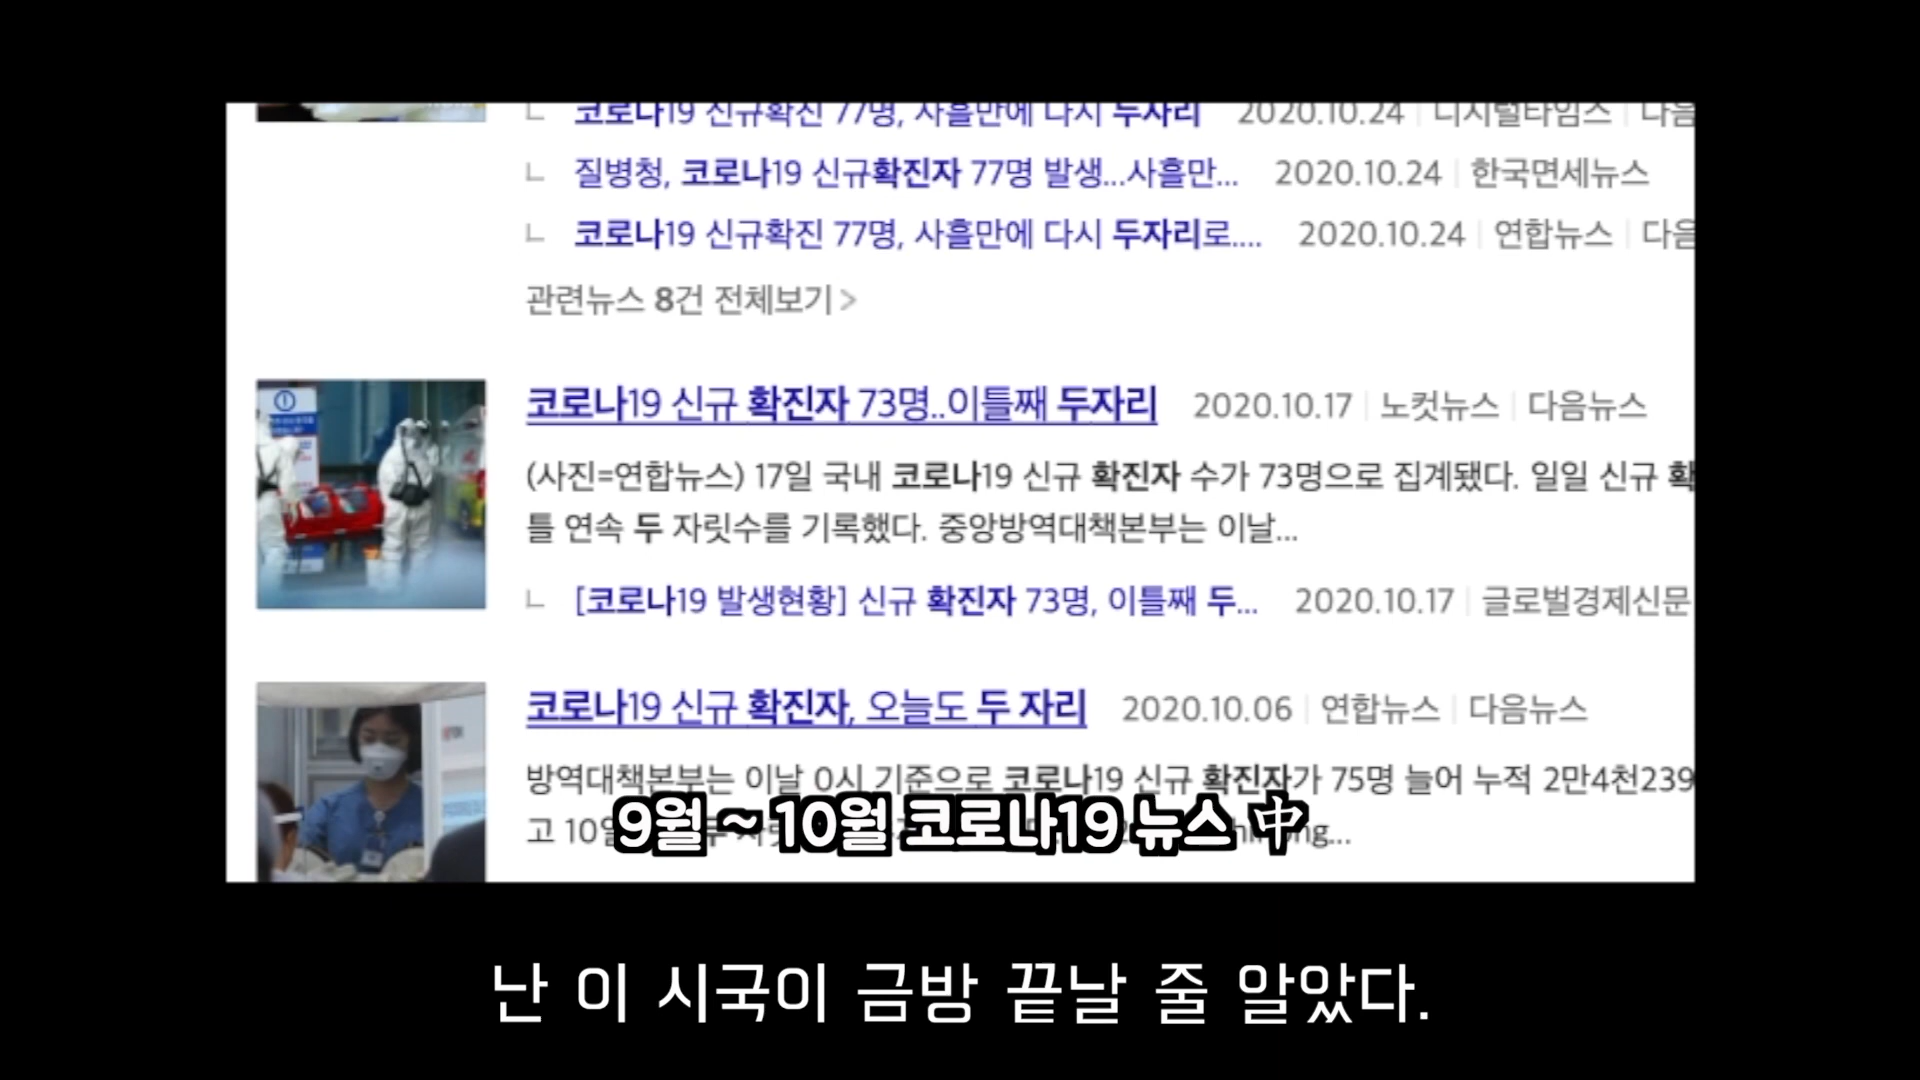 코로나19 신규확진 77명, 사흘만에 다시 두자리 2020.10.24 디지털타임스 다음
ㄴ 질병청, 코로나19 신규확진자 77명 발생...사흘만... 2020.10.24 한국면세뉴스
ㄴ 코로나19 신규확진 77명, 사흘만에 다시 두자리로.... 2020.10.24 연합뉴스 다음
관련뉴스 8건 전체보기 >
코로나19 신규 확진자 73명..이틀째 두자리 2020.10.17 노컷뉴스 다음뉴스
(사진=연합뉴스) 17일 국내 코로나19 신규 확진자 수가 73명으로 집계됐다. 일일 신규 확
틀 연속 두 자릿수를 기록했다. 중앙방역대책본부는 이날...
ㄴ [코로나19 발생현황] 신규 확진자 73명, 이틀째 두... 2020.10.17 글로벌경제신문
코로나19 신규 확진자, 오늘도 두 자리 2020.10.06 연합뉴스 다음뉴스
방역대책본부는 이날 0시 기준으로 코로나19 신규 확진자가 75명 늘어 누적 2만4천239
고
9월 ~ 10월 코로나19 뉴스 中
난 이 시국이 금방 끝날 줄 알았다.